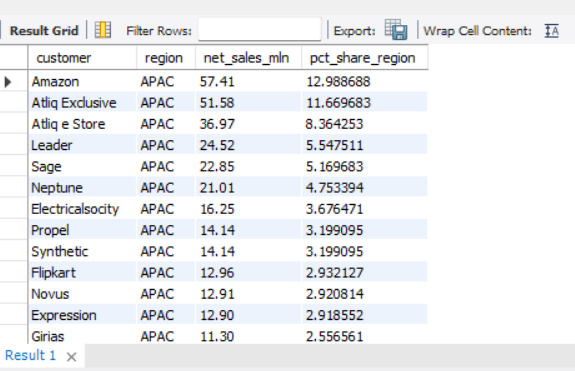 Result Grid Filter Rows: Export: Wrap Cell Content: IA
customer region net_sales_mln pct_share_region
Amazon APAC 57.41 12.988688
Atliq Exclusive APAC 51.58 11.669683
Atliq e Store APAC 36.97 8.364253
Leader APAC 24.52 5.547511
Sage APAC 22.85 5.169683
Neptune APAC 21.01 4.753394
Electricalsocity APAC 16.25 3.676471
Propel APAC 14.14 3.199095
Synthetic APAC 14.14 3.199095
Flipkart APAC 12.96 2.932127
Novus APAC 12.91 2.920814
Expression APAC 12.90 2.918552
Girias APAC 11.30 2.556561
Result 1 ×